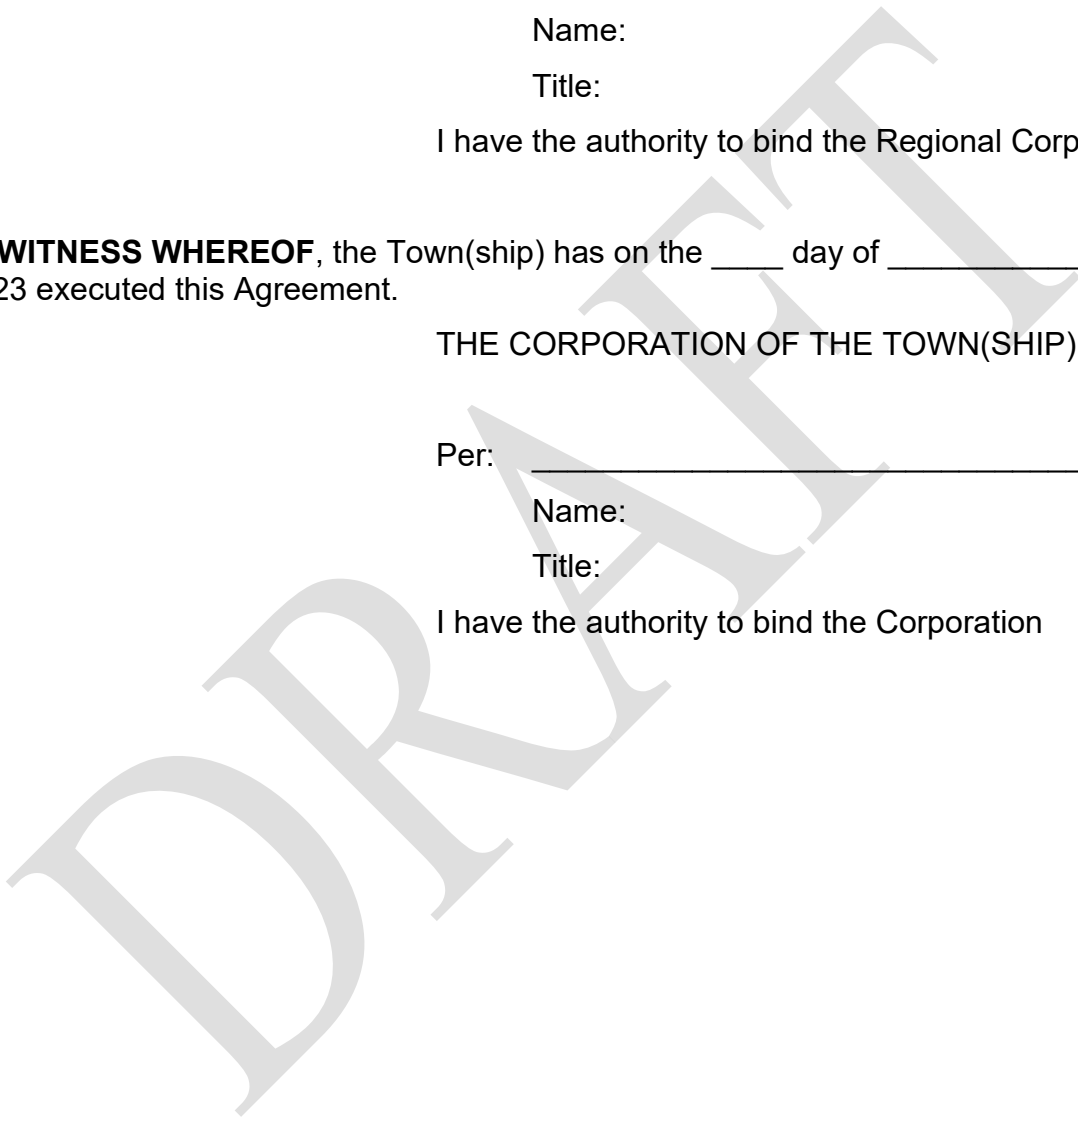 Name:
Title:
I have the authority to bind the Regional Corp
WITNESS WHEREOF, the Town(ship) has on the ____ day of ___________
23 executed this Agreement.
THE CORPORATION OF THE TOWN(SHIP)
Per: _______________________________
Name:
Title:
I have the authority to bind the Corporation
DRAFT